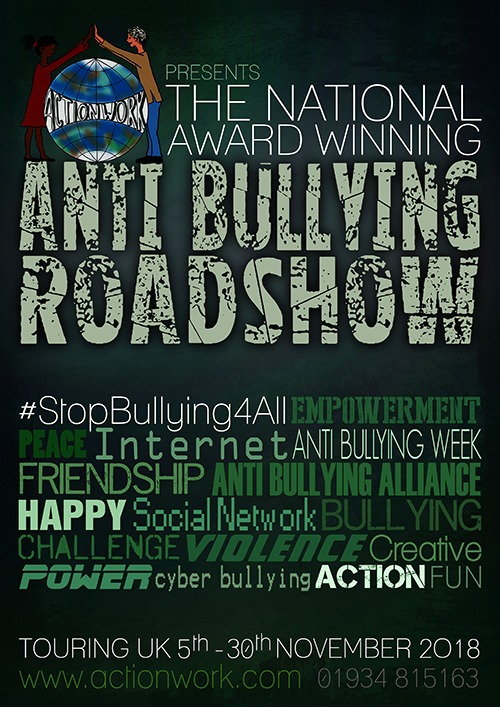 ACTIONWORK
PRESENTS
THE NATIONAL
AWARD WINNING
ANTI BULLYING
ROADSHOW
#StopBullying4All EMPOWERMENT
PEACE Internet ANTI BULLYING WEEK
FRIENDSHIP ANTI BULLYING ALLIANCE
HAPPY Social Network BULLYING
CHALLENGE VIOLENCE Creative
POWER cyber bullying ACTION FUN
TOURING UK 5th - 30th NOVEMBER 2018
www.actionwork.com 01934 815163